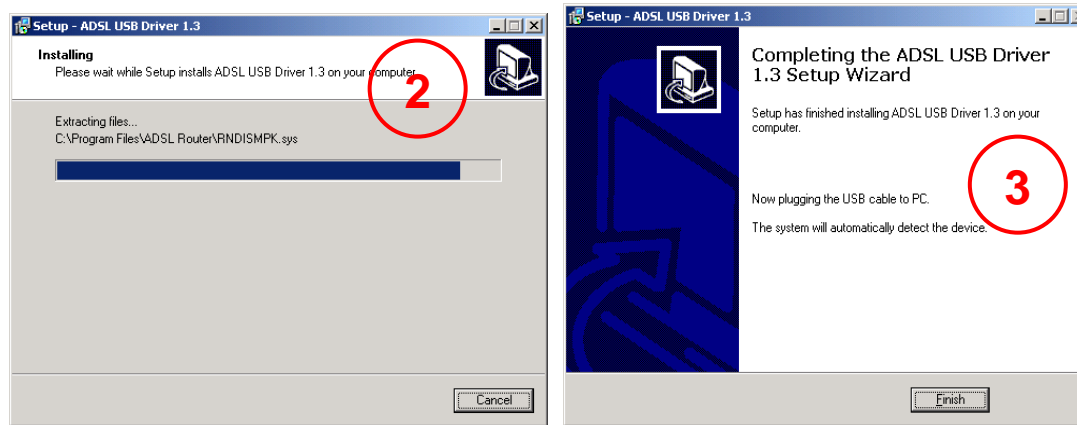 Setup - ADSL USB Driver 1.3
Installing
Please wait while Setup installs ADSL USB Driver 1.3 on your computer.
2
Extracting files...
C:\Program Files\ADSL Router\RNDISMPK.sys
Cancel
Setup - ADSL USB Driver 1.3
Completing the ADSL USB Driver
1.3 Setup Wizard
Setup has finished installing ADSL USB Driver 1.3 on your
computer.
3
Now plugging the USB cable to PC.
The system will automatically detect the device.
Finish